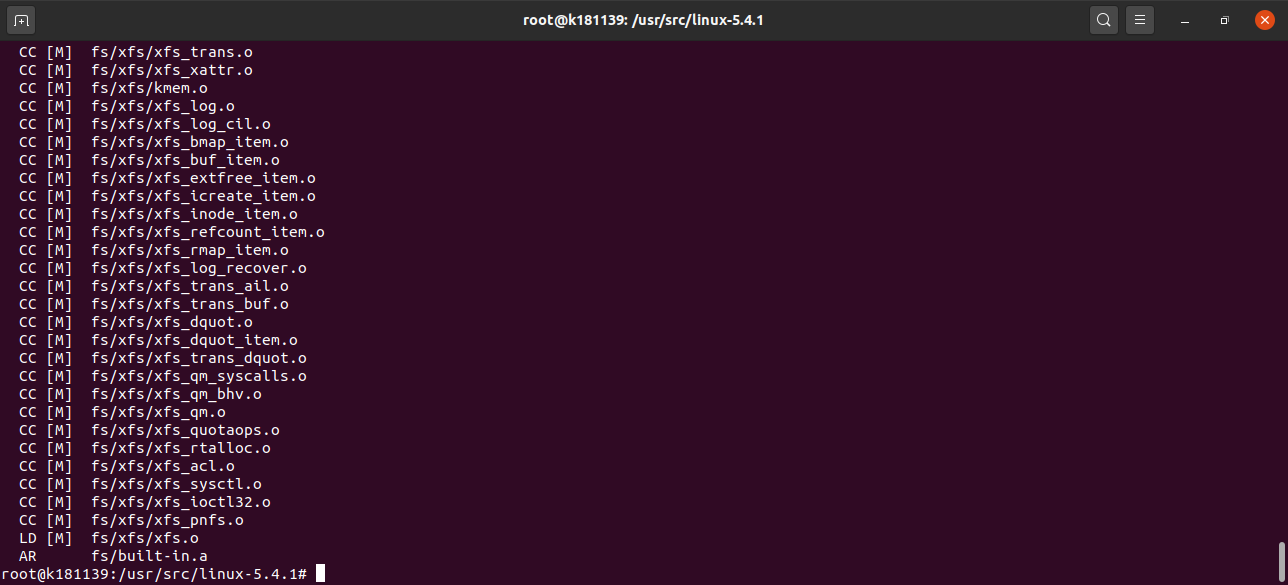 root@k181139: /usr/src/linux-5.4.1
CC [M] fs/xfs/xfs_trans.o
CC [M] fs/xfs/xfs_xattr.o
CC [M] fs/xfs/kmem.o
CC [M] fs/xfs/xfs_log.o
CC [M] fs/xfs/xfs_log_cil.o
CC [M] fs/xfs/xfs_bmap_item.o
CC [M] fs/xfs/xfs_buf_item.o
CC [M] fs/xfs/xfs_extfree_item.o
CC [M] fs/xfs/xfs_icreate_item.o
CC [M] fs/xfs/xfs_inode_item.o
CC [M] fs/xfs/xfs_refcount_item.o
CC [M] fs/xfs/xfs_rmap_item.o
CC [M] fs/xfs/xfs_log_recover.o
CC [M] fs/xfs/xfs_trans_ail.o
CC [M] fs/xfs/xfs_trans_buf.o
CC [M] fs/xfs/xfs_dquot.o
CC [M] fs/xfs/xfs_dquot_item.o
CC [M] fs/xfs/xfs_trans_dquot.o
CC [M] fs/xfs/xfs_qm_syscalls.o
CC [M] fs/xfs/xfs_qm_bhv.o
CC [M] fs/xfs/xfs_qm.o
CC [M] fs/xfs/xfs_quotaops.o
CC [M] fs/xfs/xfs_rtalloc.o
CC [M] fs/xfs/xfs_acl.o
CC [M] fs/xfs/xfs_sysctl.o
CC [M] fs/xfs/xfs_ioctl32.o
CC [M] fs/xfs/xfs_pnfs.o
LD [M] fs/xfs/xfs.o
AR fs/built-in.a
root@k181139:/usr/src/linux-5.4.1#